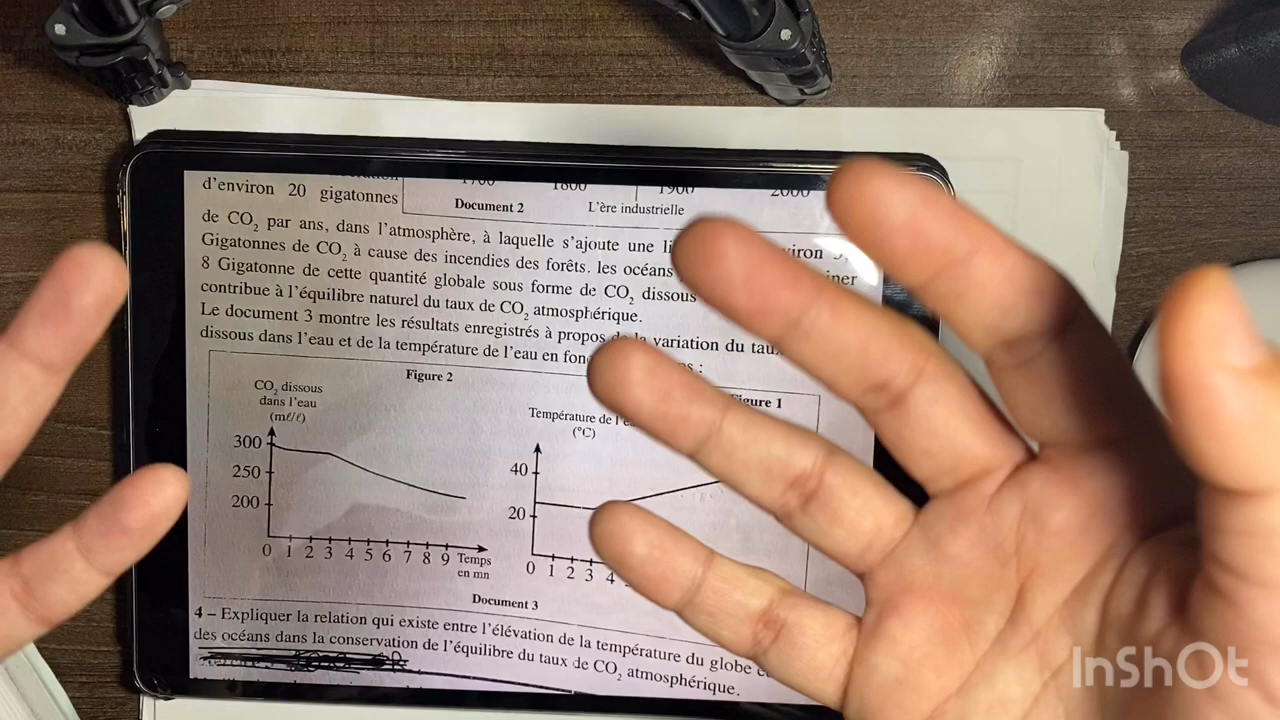 d'environ 20 gigatonnes
1700 1800 1900 2000
Document 2 L'ère industrielle
de CO₂ par ans, dans l'atmosphère, à laquelle s'ajoute une
Gigatonnes de CO₂ à cause des incendies des forêts. les océans
8 Gigatonne de cette quantité globale sous forme de CO₂ dissous
contribue à l'équilibre naturel du taux de CO₂ atmosphérique.
Le document 3 montre les résultats enregistrés à propos de la variation du taux
dissous dans l'eau et de la température de l'eau en
Figure 2
CO₂ dissous
dans l'eau
(mℓ/ℓ)
300
250
200
0 1 2 3 4 5 6 7 8 9 Temps
en mn
Figure 1
Température de
(°C)
40
20
0 1 2 3 4
Document 3
4 – Expliquer la relation qui existe entre l'élévation de la température du globe
des océans dans la conservation de l'équilibre du taux de CO₂ atmosphérique.
InShOt